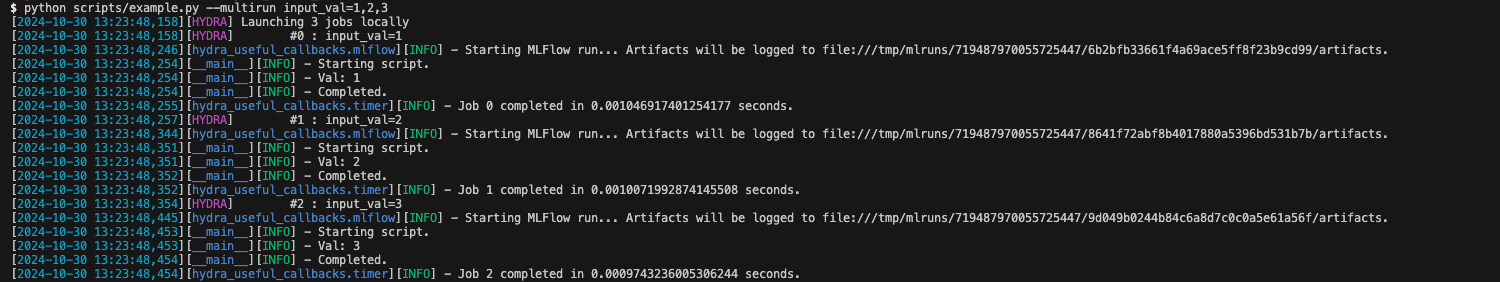 $ python scripts/example.py --multirun input_val=1,2,3
[2024-10-30 13:23:48,158][HYDRA] Launching 3 jobs locally
[2024-10-30 13:23:48,158][HYDRA]        #0 : input_val=1
[2024-10-30 13:23:48,246][hydra_useful_callbacks.mlflow][INFO] - Starting MLFlow run... Artifacts will be logged to file:///tmp/mlruns/719487970055725447/6b2bfb33661f4a69ace5ff8f23b9cd99/artifacts.
[2024-10-30 13:23:48,254][__main__][INFO] - Starting script.
[2024-10-30 13:23:48,254][__main__][INFO] - Val: 1
[2024-10-30 13:23:48,254][__main__][INFO] - Completed.
[2024-10-30 13:23:48,255][hydra_useful_callbacks.timer][INFO] - Job 0 completed in 0.001046917401254177 seconds.
[2024-10-30 13:23:48,257][HYDRA]        #1 : input_val=2
[2024-10-30 13:23:48,344][hydra_useful_callbacks.mlflow][INFO] - Starting MLFlow run... Artifacts will be logged to file:///tmp/mlruns/719487970055725447/8641f72abf8b4017880a5396bd531b7b/artifacts.
[2024-10-30 13:23:48,351][__main__][INFO] - Starting script.
[2024-10-30 13:23:48,351][__main__][INFO] - Val: 2
[2024-10-30 13:23:48,352][__main__][INFO] - Completed.
[2024-10-30 13:23:48,352][hydra_useful_callbacks.timer][INFO] - Job 1 completed in 0.0010071992874145508 seconds.
[2024-10-30 13:23:48,354][HYDRA]        #2 : input_val=3
[2024-10-30 13:23:48,445][hydra_useful_callbacks.mlflow][INFO] - Starting MLFlow run... Artifacts will be logged to file:///tmp/mlruns/719487970055725447/9d049b0244b84c6a8d7c0c0a5e61a56f/artifacts.
[2024-10-30 13:23:48,453][__main__][INFO] - Starting script.
[2024-10-30 13:23:48,453][__main__][INFO] - Val: 3
[2024-10-30 13:23:48,454][__main__][INFO] - Completed.
[2024-10-30 13:23:48,454][hydra_useful_callbacks.timer][INFO] - Job 2 completed in 0.0009743236005306244 seconds.